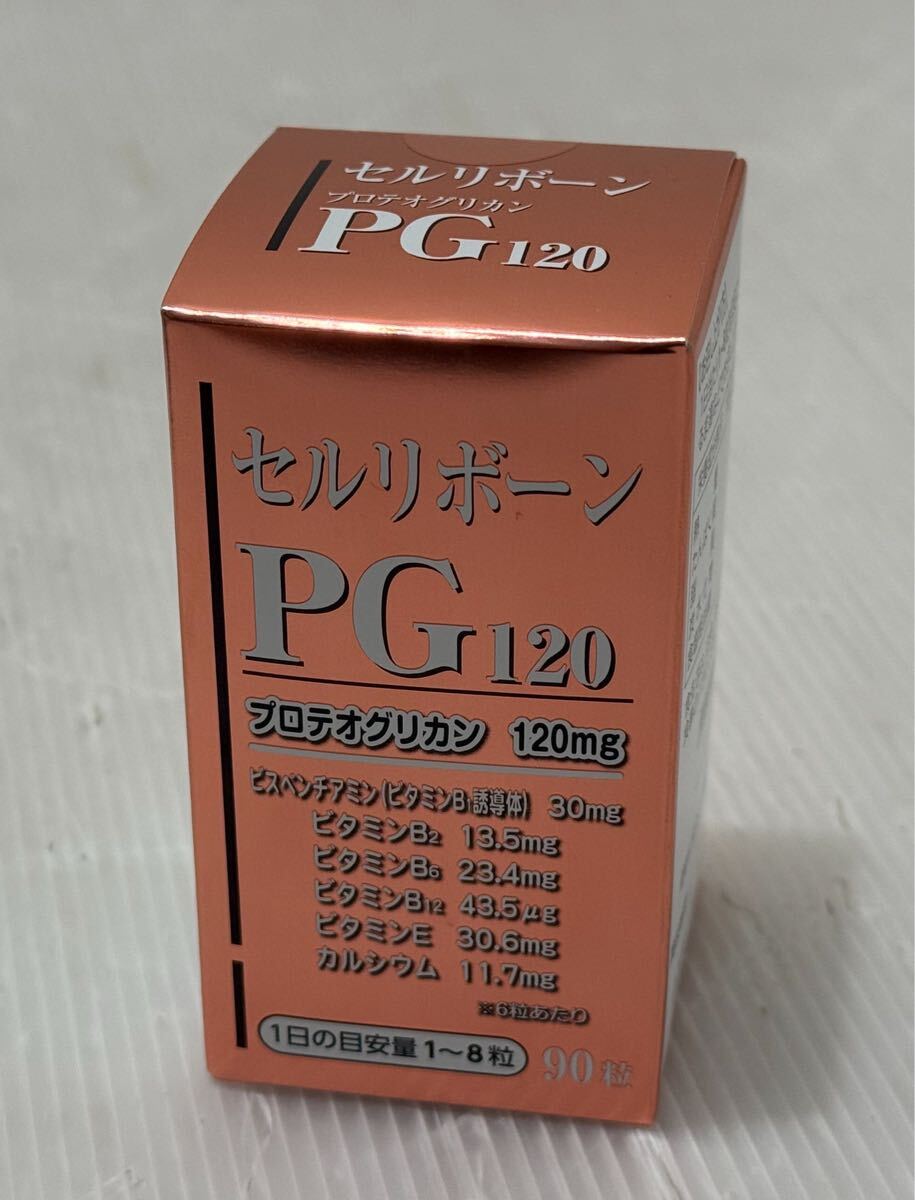 セルリボーン
プロテオグリカン
PG120
セルリボーン
PG120
プロテオグリカン 120mg
ビスベンチアミン(ビタミンB1誘導体) 30mg
ビタミンB2 13.5mg
ビタミンB6 23.4mg
ビタミンB12 43.5μg
ビタミンE 30.6mg
カルシウム 11.7mg
※6粒あたり
1日の目安量1〜8粒
90粒